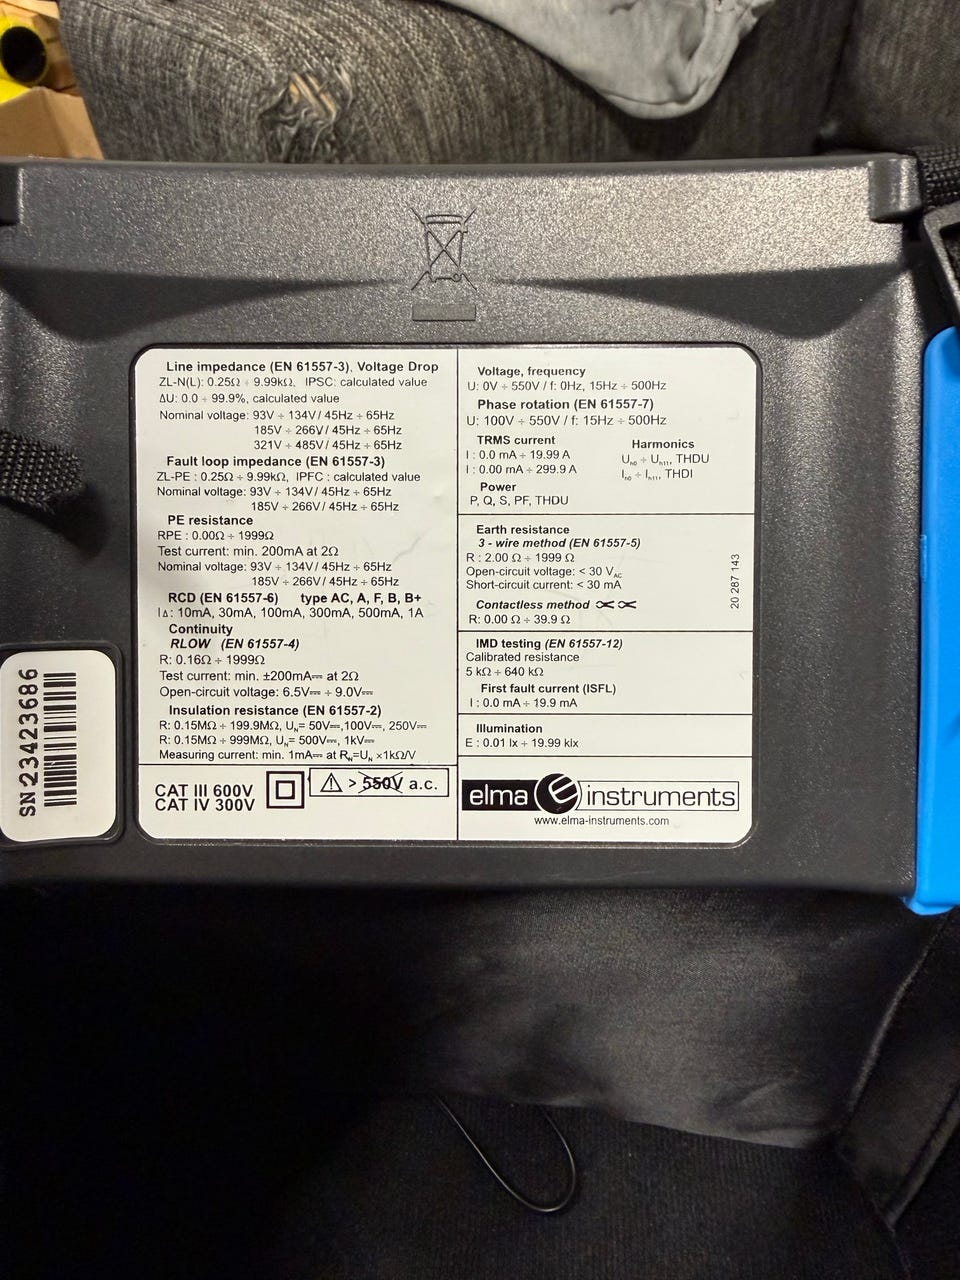 Line impedance (EN 61557-3), Voltage Drop
ZL-N(L): 0.25Ω ÷ 9.99kΩ, IPSC: calculated value
ΔU: 0.0 ÷ 99.9%, calculated value
Nominal voltage: 93V ÷ 134V / 45Hz ÷ 65Hz
185V ÷ 266V / 45Hz ÷ 65Hz
321V ÷ 485V / 45Hz ÷ 65Hz
Fault loop impedance (EN 61557-3)
ZL-PE : 0.25Ω ÷ 9.99kΩ, IPFC : calculated value
Nominal voltage: 93V ÷ 134V / 45Hz ÷ 65Hz
185V ÷ 266V / 45Hz ÷ 65Hz
PE resistance
RPE : 0.00Ω ÷ 1999Ω
Test current: min. 200mA at 2Ω
Nominal voltage: 93V ÷ 134V / 45Hz ÷ 65Hz
185V ÷ 266V / 45Hz ÷ 65Hz
RCD (EN 61557-6) type AC, A, F, B, B+
I∆: 10mA, 30mA, 100mA, 300mA, 500mA, 1A
Continuity
RLOW (EN 61557-4)
R: 0.16Ω ÷ 1999Ω
Test current: min. ±200mA⎓ at 2Ω
Open-circuit voltage: 6.5V⎓ ÷ 9.0V⎓
Insulation resistance (EN 61557-2)
R: 0.15MΩ ÷ 199.9MΩ, UN= 50V⎓,100V⎓, 250V⎓
R: 0.15MΩ ÷ 999MΩ, UN= 500V⎓, 1kV⎓
Measuring current: min. 1mA⎓ at RN=UN ×1kΩ/V
CAT III 600V
CAT IV 300V
> 550V a.c.
Voltage, frequency
U: 0V ÷ 550V / f: 0Hz, 15Hz ÷ 500Hz
Phase rotation (EN 61557-7)
U: 100V ÷ 550V / f: 15Hz ÷ 500Hz
TRMS current
I : 0.0 mA ÷ 19.99 A
I : 0.00 mA ÷ 299.9 A
Harmonics
Uh0 ÷ Uh11, THDU
Ih0 ÷ Ih11, THDI
Power
P, Q, S, PF, THDU
Earth resistance
3 - wire method (EN 61557-5)
R : 2.00 Ω ÷ 1999 Ω
Open-circuit voltage: < 30 VAC
Short-circuit current: < 30 mA
Contactless method
R: 0.00 Ω ÷ 39.9 Ω
20 287 143
IMD testing (EN 61557-12)
Calibrated resistance
5 kΩ ÷ 640 kΩ
First fault current (ISFL)
I : 0.0 mA ÷ 19.9 mA
Illumination
E : 0.01 lx ÷ 19.99 klx
elma instruments
www.elma-instruments.com
SN 23423686